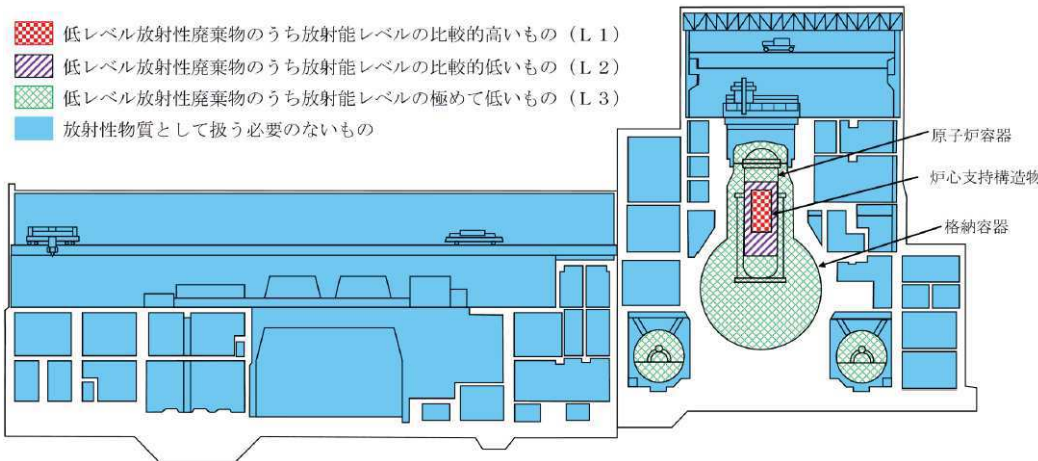 低レベル放射性廃棄物のうち放射能レベルの比較的高いもの（L 1）
低レベル放射性廃棄物のうち放射能レベルの比較的低いもの（L 2）
低レベル放射性廃棄物のうち放射能レベルの極めて低いもの（L 3）
放射性物質として扱う必要のないもの
原子炉容器
炉心支持構造物
格納容器